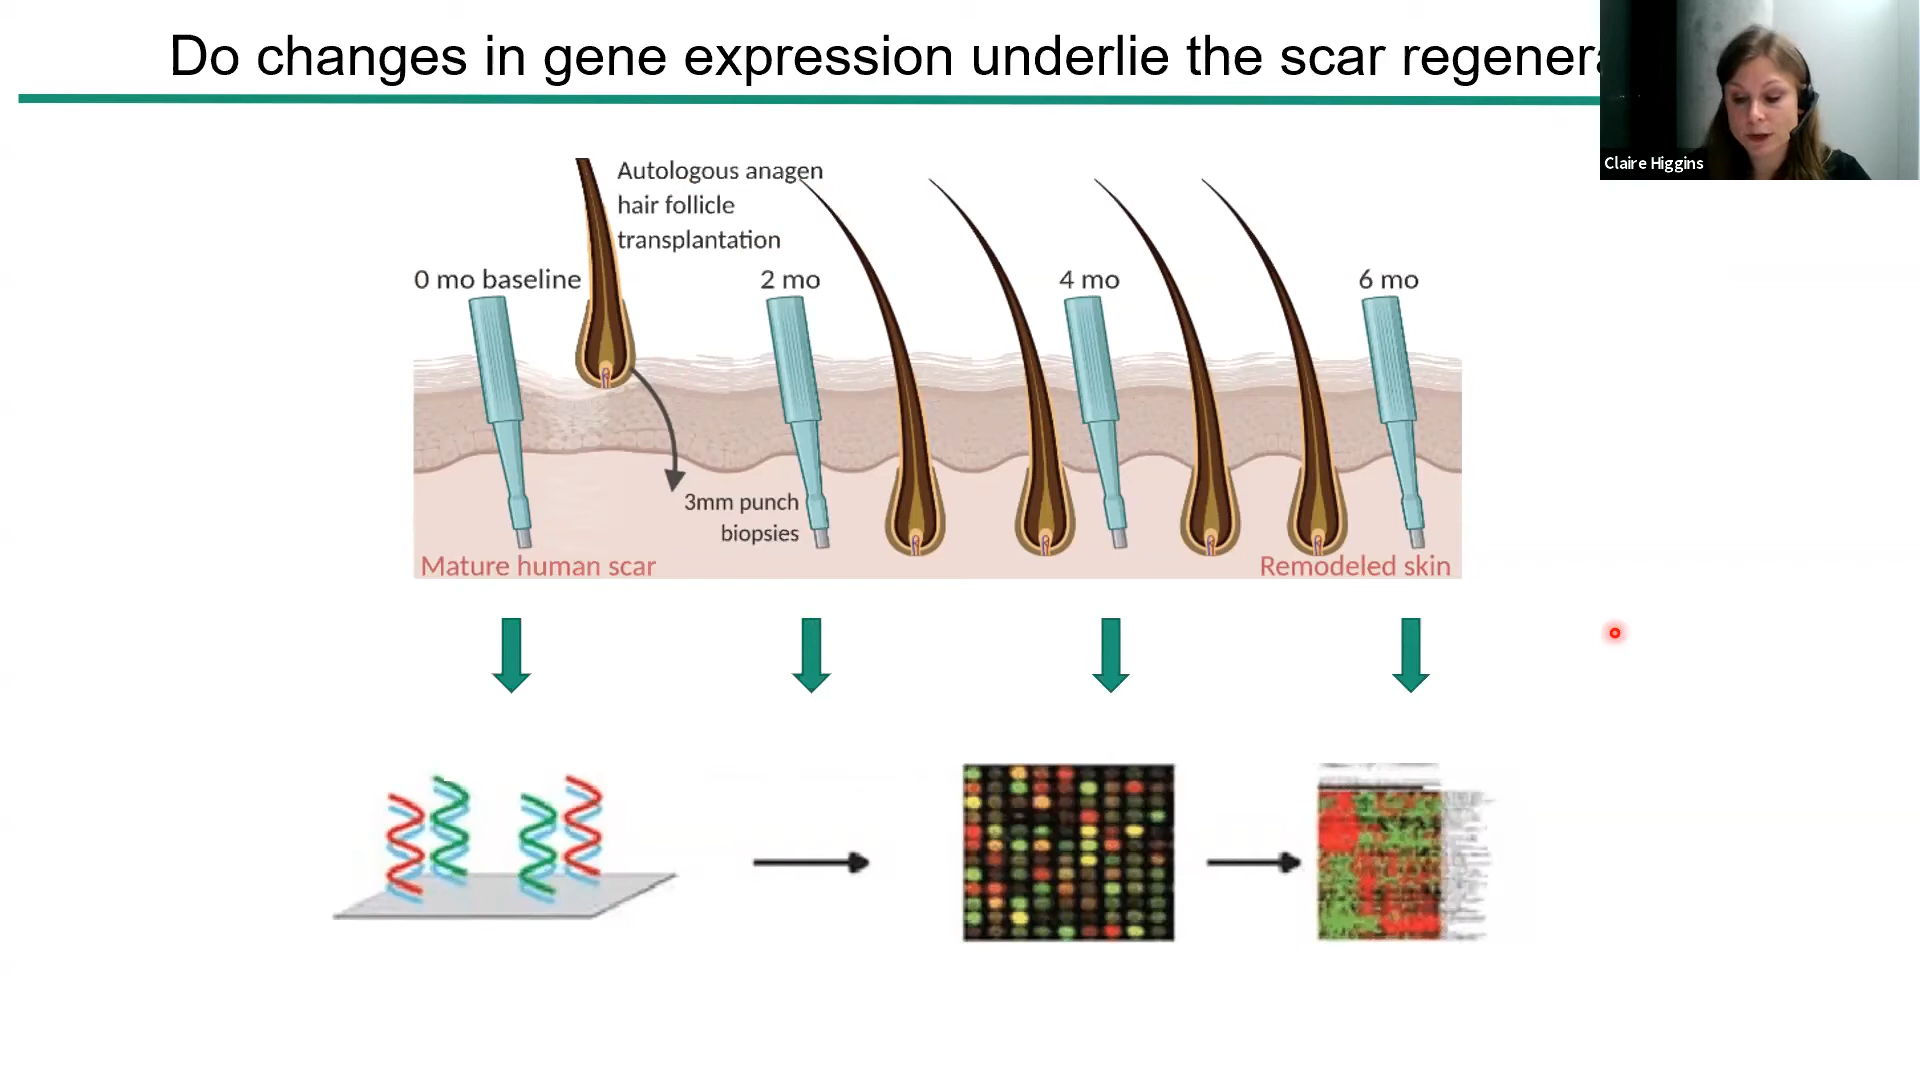 Do changes in gene expression underlie the scar regenera
Claire Higgins
Autologous anagen
hair follicle
transplantation
0 mo baseline
2 mo
4 mo
6 mo
3mm punch
biopsies
Mature human scar
Remodeled skin